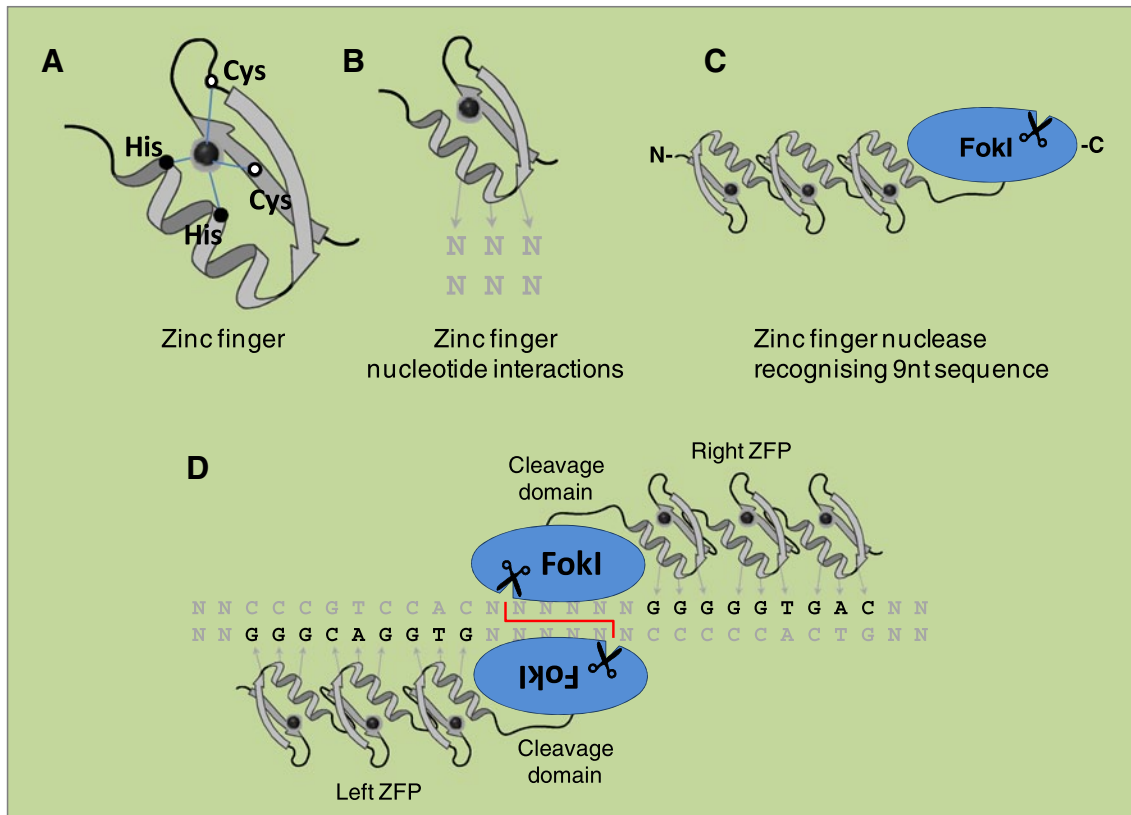 A
Cys
His
Cys
His
Zinc finger
B
N N N
N N N
Zinc finger
nucleotide interactions
C
N-
FokI
-C
Zinc finger nuclease
recognising 9nt sequence
D
Cleavage
domain
Right ZFP
FokI
N N C C C G T C C A C N N N N N N G G G G G T G A C N N
N N G G G C A G G T G N N N N N N C C C C C A C T G N N
FokI
Cleavage
domain
Left ZFP